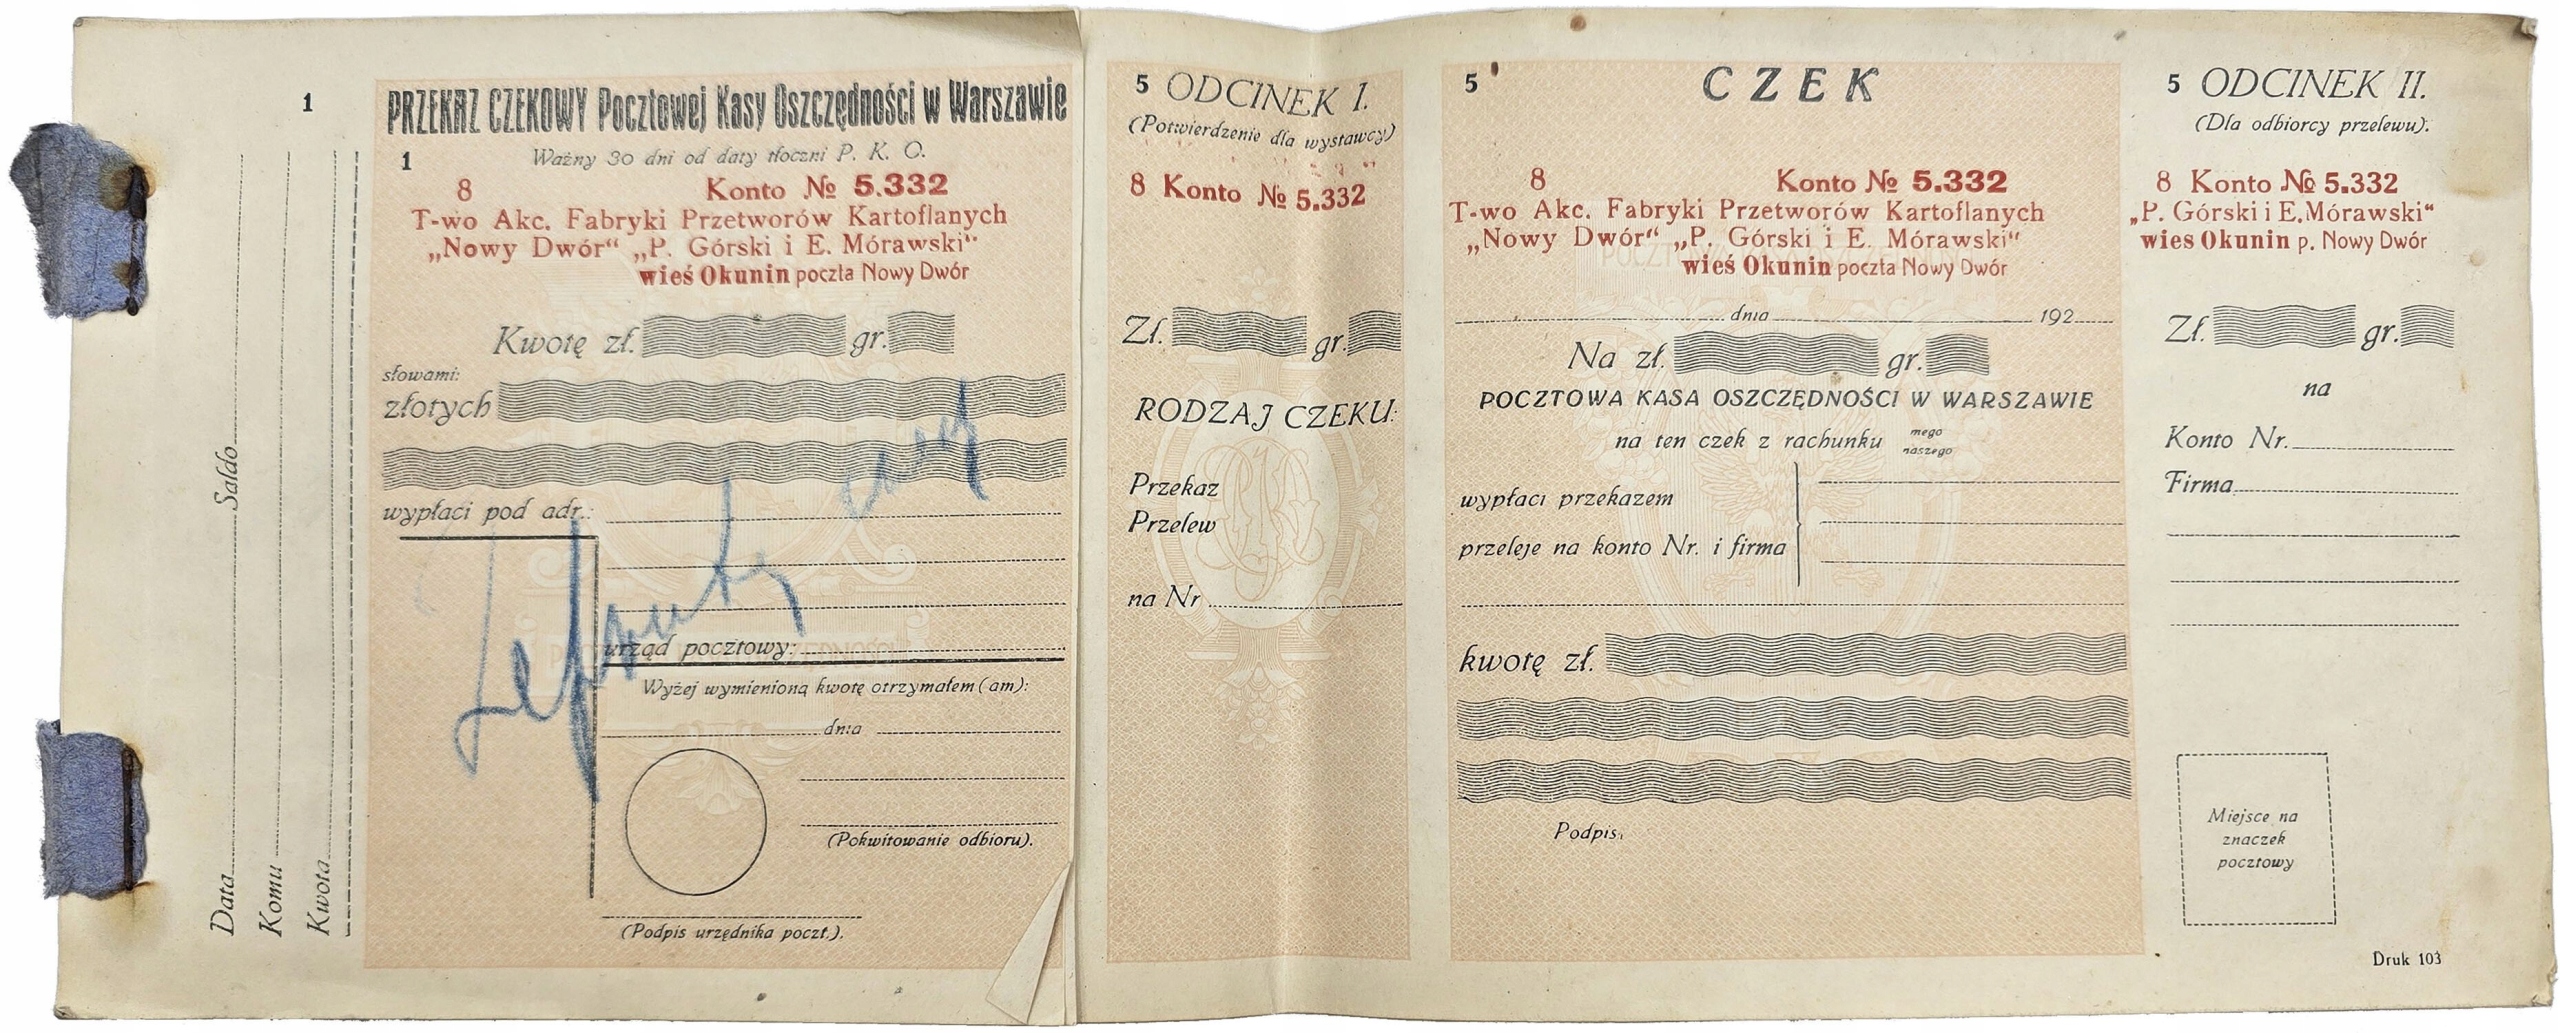 1
Saldo
Data
Komu
Kwota
PRZEKAZ CZEKOWY Pocztowej Kasy Oszczędności w Warszawie
Ważny 30 dni od daty tłoczni P. K. O.
1
8 Konto № 5.332
T-wo Akc. Fabryki Przetworów Kartoflanych
„Nowy Dwór“ „P. Górski i E. Mórawski“
wieś Okunin poczta Nowy Dwór
Kwotę zł. gr.
słowami:
złotych
wypłaci pod adr.:
urząd pocztowy:
Wyżej wymienioną kwotę otrzymałem (am):
dnia
(Pokwitowanie odbioru).
(Podpis urzędnika poczt.).
5 ODCINEK I.
(Potwierdzenie dla wystawcy)
8 Konto № 5.332
Zł. gr.
RODZAJ CZEKU:
Przekaz
Przelew
na Nr
5 CZEK
8 Konto № 5.332
T-wo Akc. Fabryki Przetworów Kartoflanych
„Nowy Dwór“ „P. Górski i E. Mórawski“
wieś Okunin poczta Nowy Dwór
dnia 192
Na zł. gr.
POCZTOWA KASA OSZCZĘDNOŚCI W WARSZAWIE
na ten czek z rachunku mego
naszego
wypłaci przekazem
przeleje na konto Nr. i firma
kwotę zł.
Podpis:
5 ODCINEK II.
(Dla odbiorcy przelewu).
8 Konto № 5.332
„P. Górski i E. Mórawski“
wieś Okunin p. Nowy Dwór
Zł. gr.
na
Konto Nr.
Firma
Miejsce na
znaczek
pocztowy
Druk 103